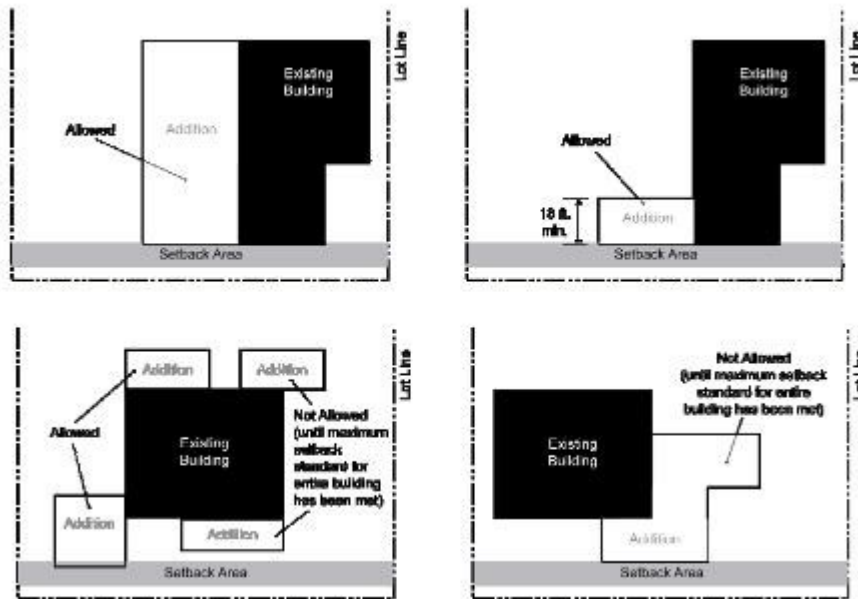 Existing
Building
Addition
Allowed
Lot Line
Setback Area
Existing
Building
Allowed
Addition
18 ft.
min.
Lot Line
Setback Area
Addition
Addition
Lot Line
Not Allowed
(until maximum
setback
standard for
entire building
has been met)
Allowed
Existing
Building
Addition
Addition
Setback Area
Not Allowed
(until maximum setback
standard for entire
building has been met)
Lot Line
Existing
Building
Addition
Setback Area